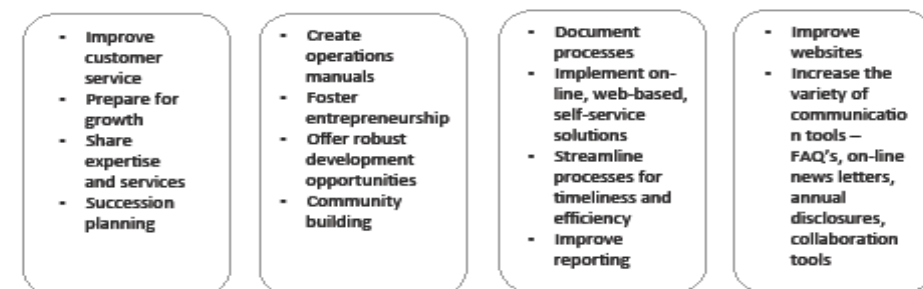 - Improve
customer
service
- Prepare for
growth
- Share
expertise
and services
- Succession
planning
- Create
operations
manuals
- Foster
entrepreneurship
- Offer robust
development
opportunities
- Community
building
- Document
processes
- Implement on-
line, web-based,
self-service
solutions
- Streamline
processes for
timeliness and
efficiency
- Improve
reporting
- Improve
websites
- Increase the
variety of
communicatio
n tools –
FAQ's, on-line
news letters,
annual
disclosures,
collaboration
tools